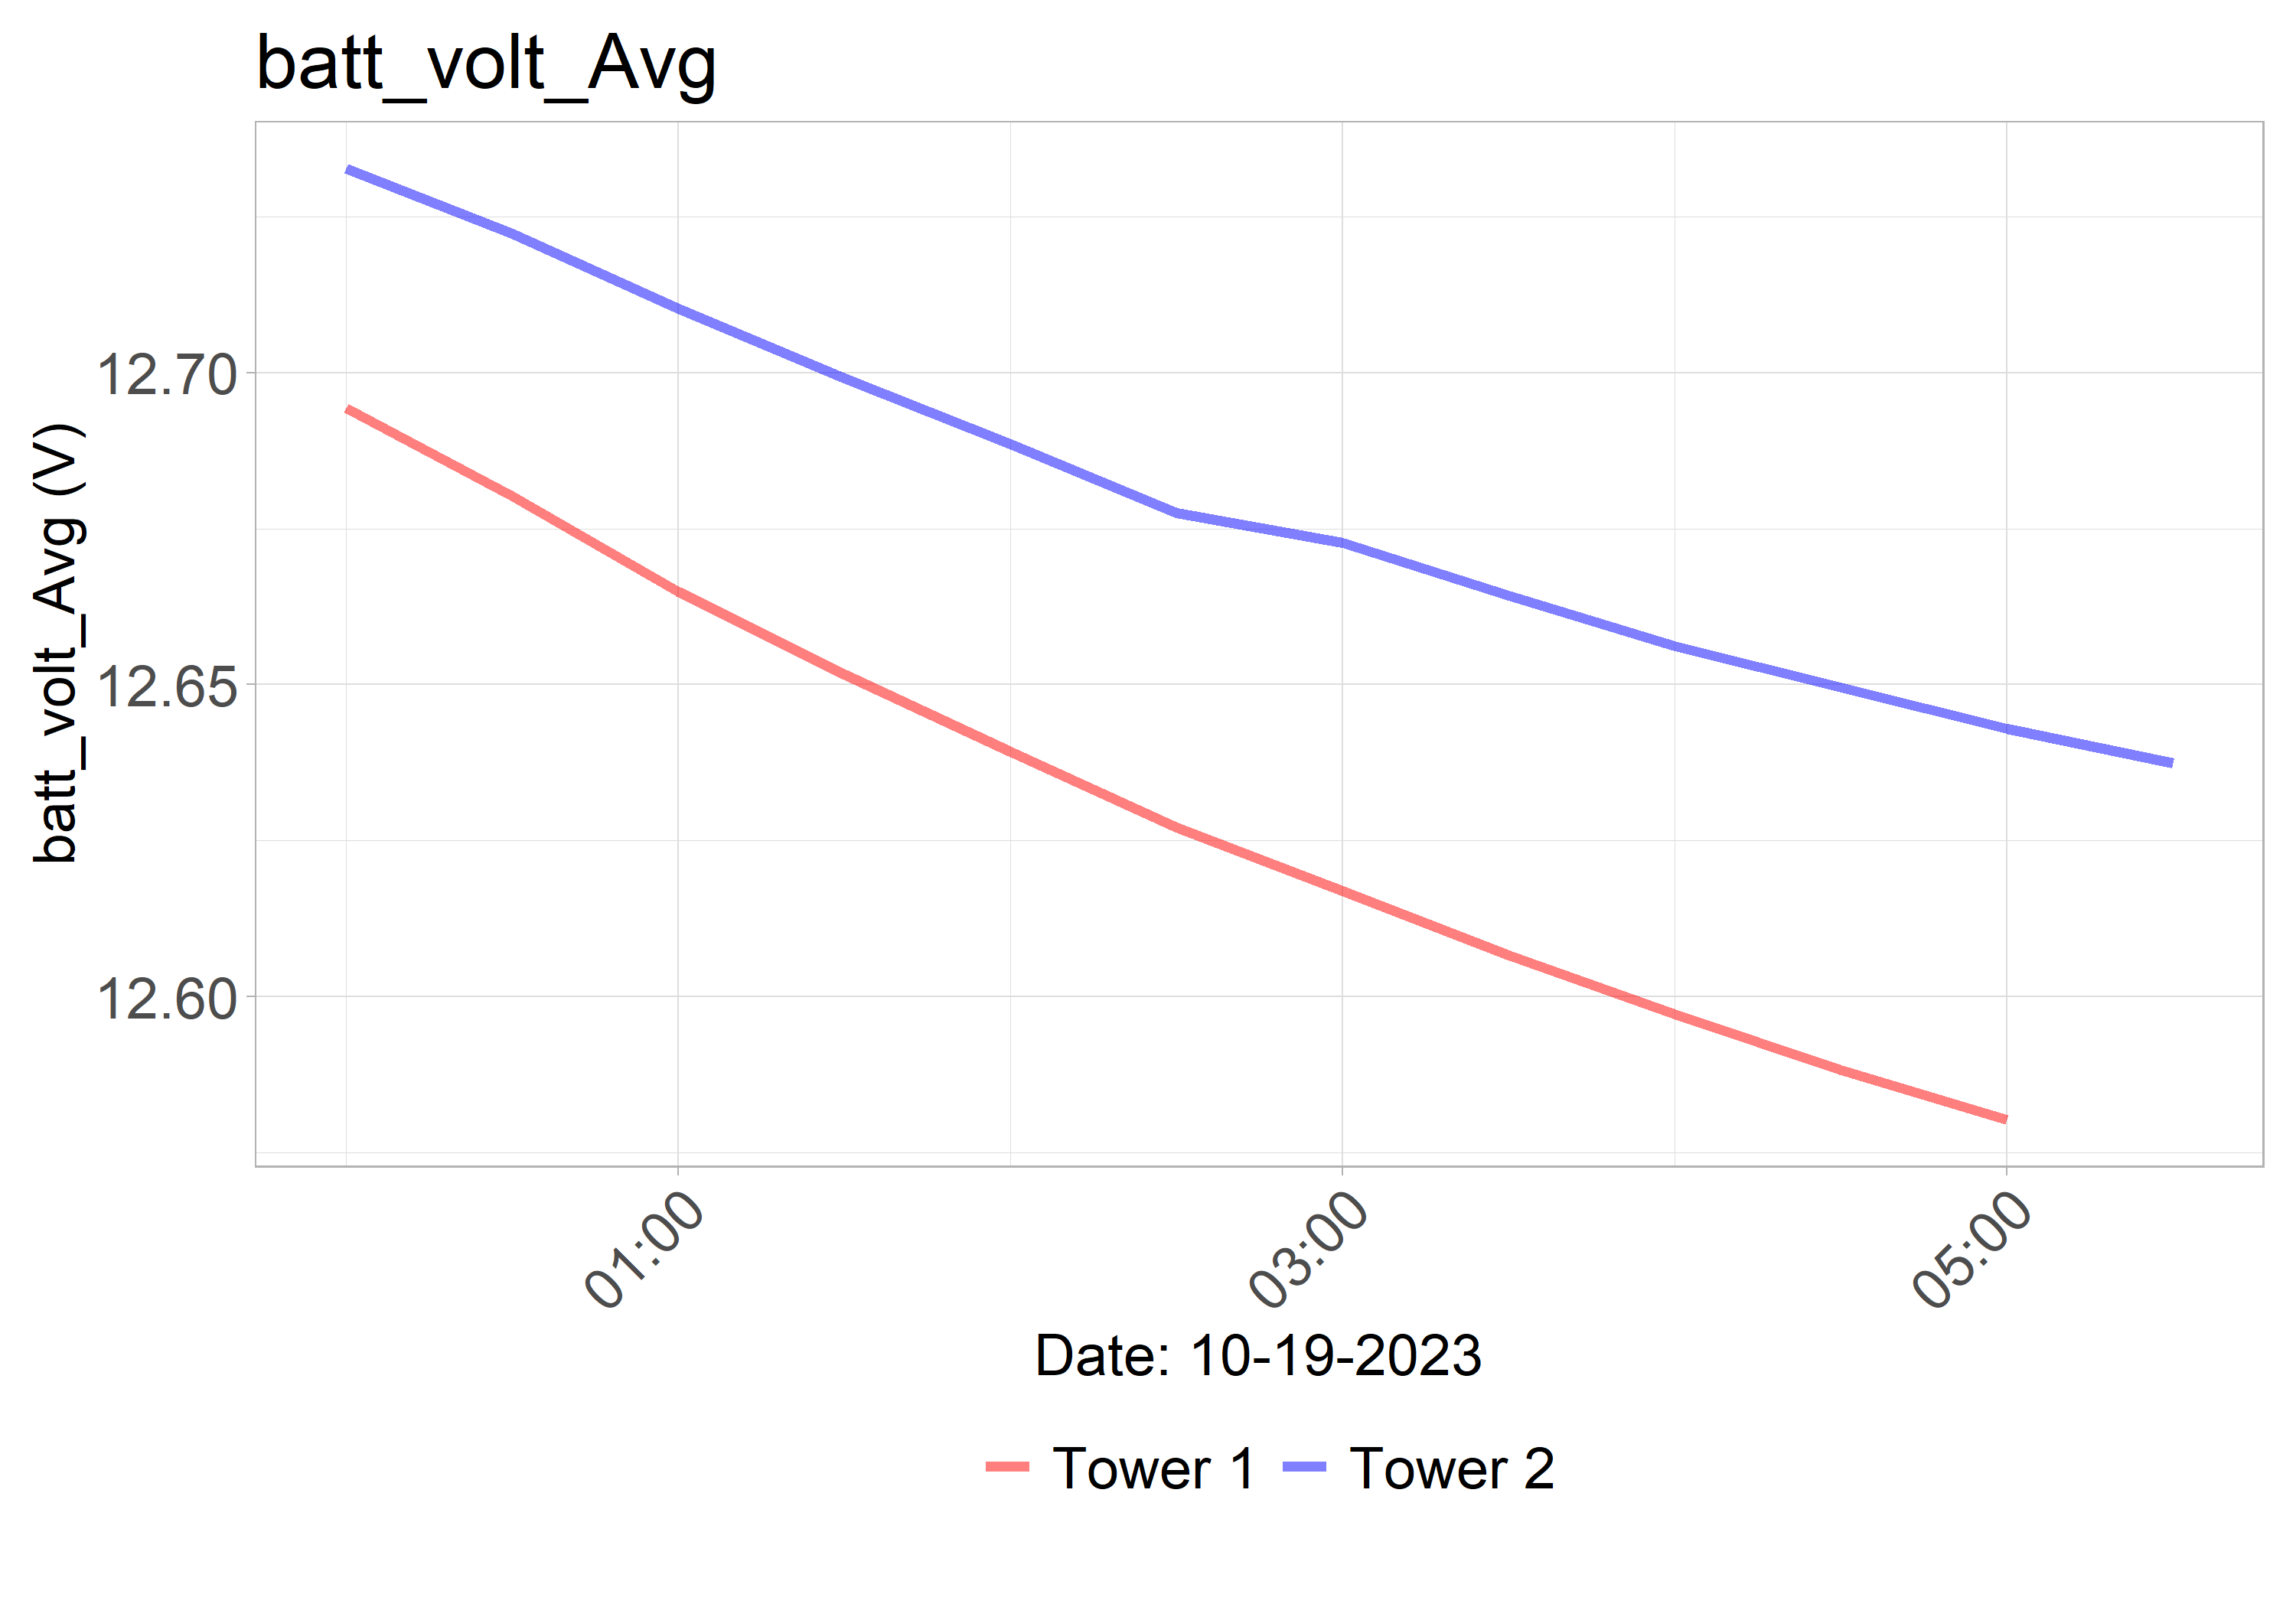 batt_volt_Avg
batt_volt_Avg (V)
12.70
12.65
12.60
01:00
03:00
05:00
Date: 10-19-2023
Tower 1
Tower 2